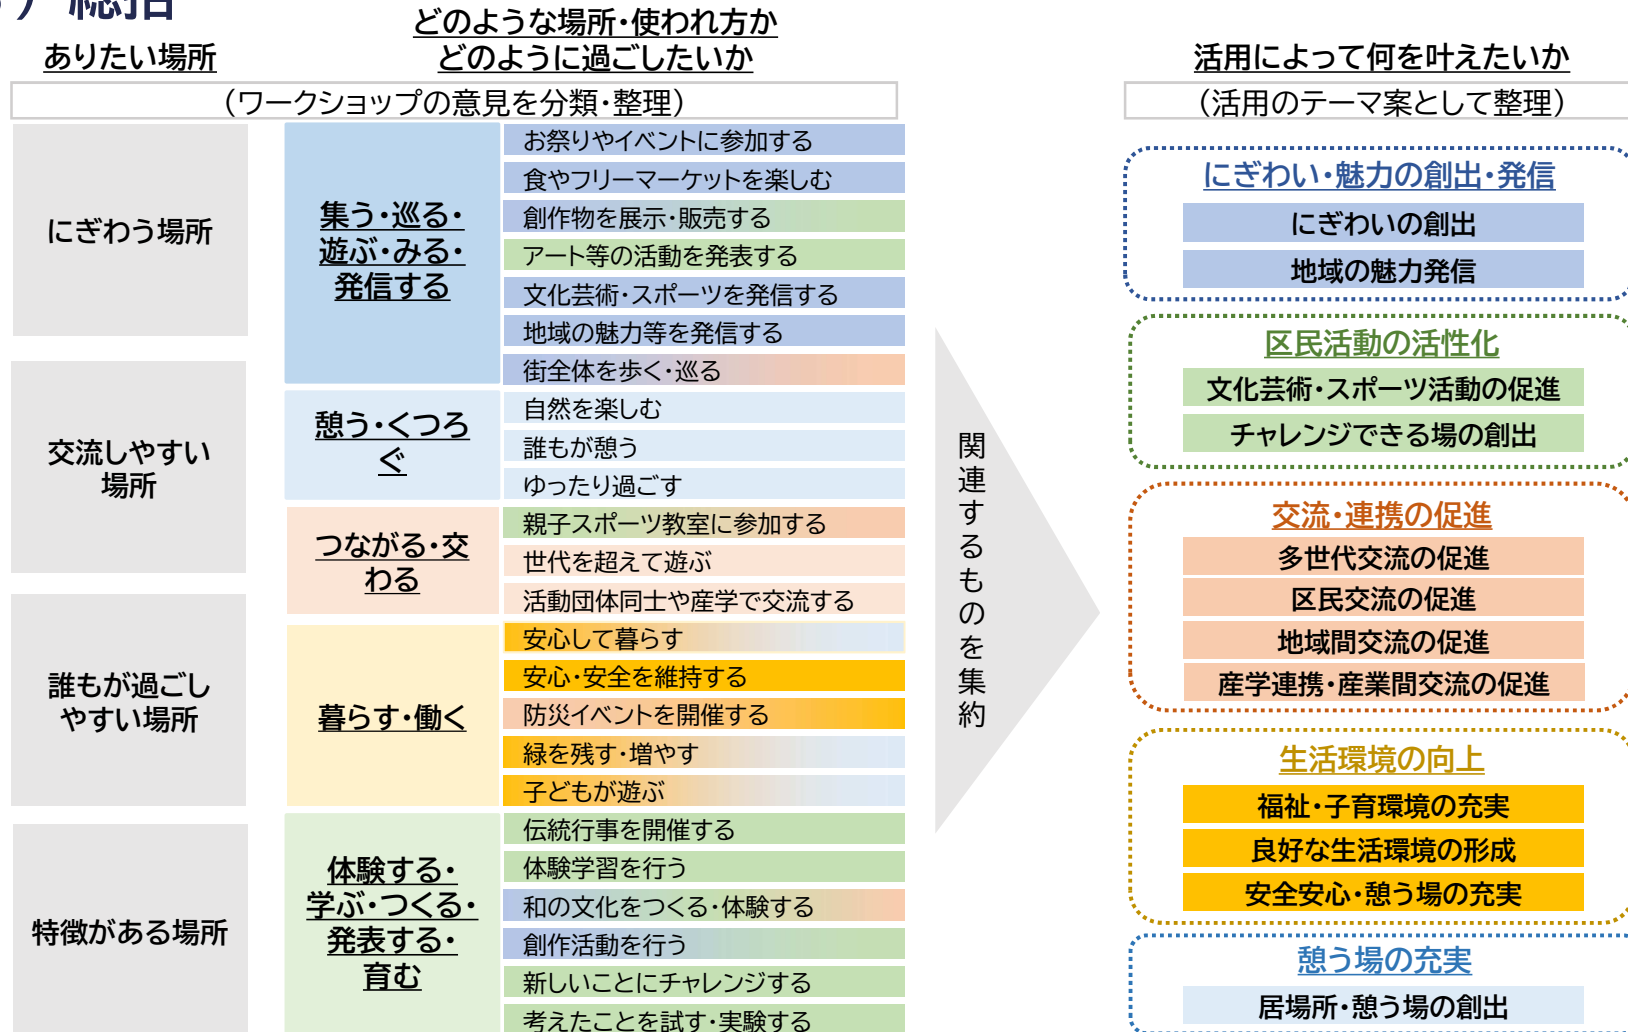 総括
ありたい場所
どのような場所・使われ方か
どのように過ごしたいか
活用によって何を叶えたいか
（ワークショップの意見を分類・整理）
（活用のテーマ案として整理）
にぎわう場所
交流しやすい
場所
誰もが過ごし
やすい場所
特徴がある場所
集う・巡る・
遊ぶ・みる・
発信する
お祭りやイベントに参加する
食やフリーマーケットを楽しむ
創作物を展示・販売する
アート等の活動を発表する
文化芸術・スポーツを発信する
地域の魅力等を発信する
街全体を歩く・巡る
憩う・くつろ
ぐ
自然を楽しむ
誰もが憩う
ゆったり過ごす
つながる・交
わる
親子スポーツ教室に参加する
世代を超えて遊ぶ
活動団体同士や産学で交流する
暮らす・働く
安心して暮らす
安心・安全を維持する
防災イベントを開催する
緑を残す・増やす
子どもが遊ぶ
体験する・
学ぶ・つくる・
発表する・
育む
伝統行事を開催する
体験学習を行う
和の文化をつくる・体験する
創作活動を行う
新しいことにチャレンジする
考えたことを試す・実験する
関連するものを集約
にぎわい・魅力の創出・発信
にぎわいの創出
地域の魅力発信
区民活動の活性化
文化芸術・スポーツ活動の促進
チャレンジできる場の創出
交流・連携の促進
多世代交流の促進
区民交流の促進
地域間交流の促進
産学連携・産業間交流の促進
生活環境の向上
福祉・子育環境の充実
良好な生活環境の形成
安全安心・憩う場の充実
憩う場の充実
居場所・憩う場の創出